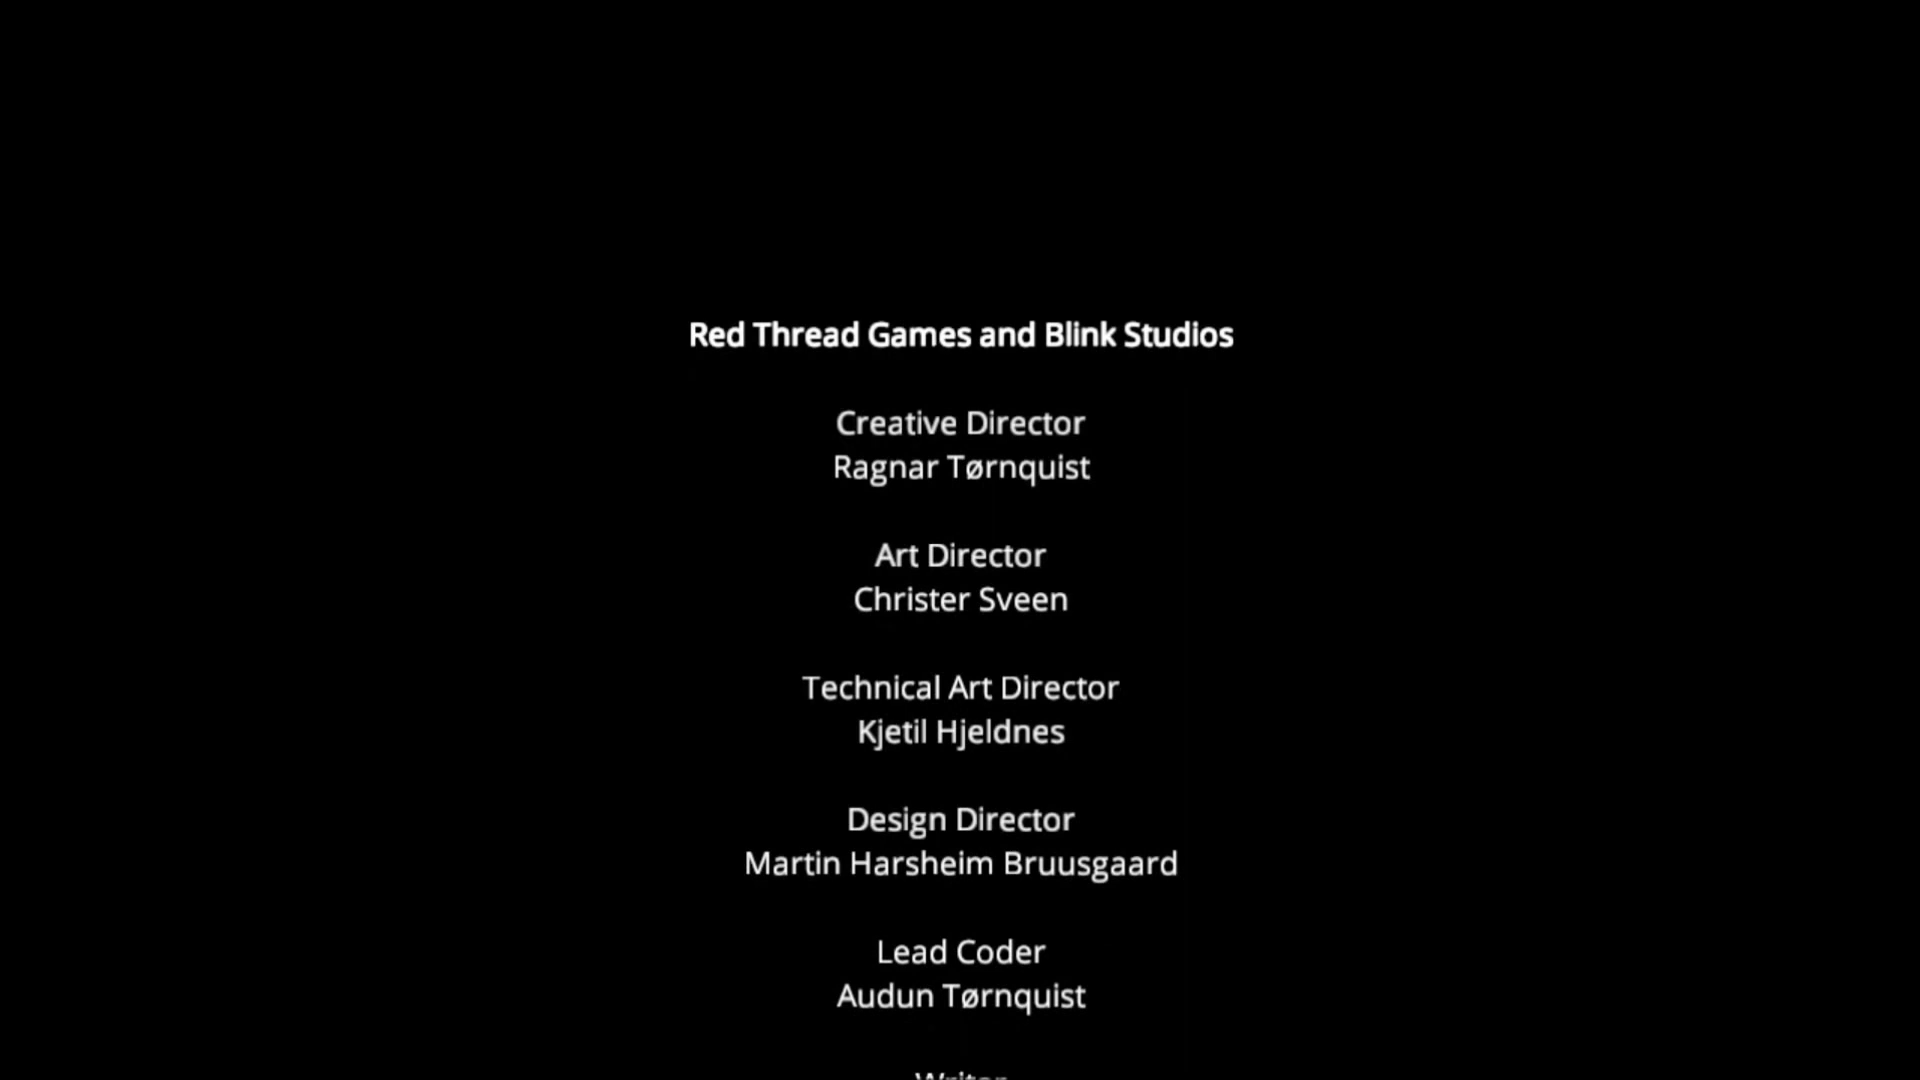 Red Thread Games and Blink Studios
Creative Director
Ragnar Tørnquist
Art Director
Christer Sveen
Technical Art Director
Kjetil Hjeldnes
Design Director
Martin Harsheim Bruusgaard
Lead Coder
Audun Tørnquist
Writer